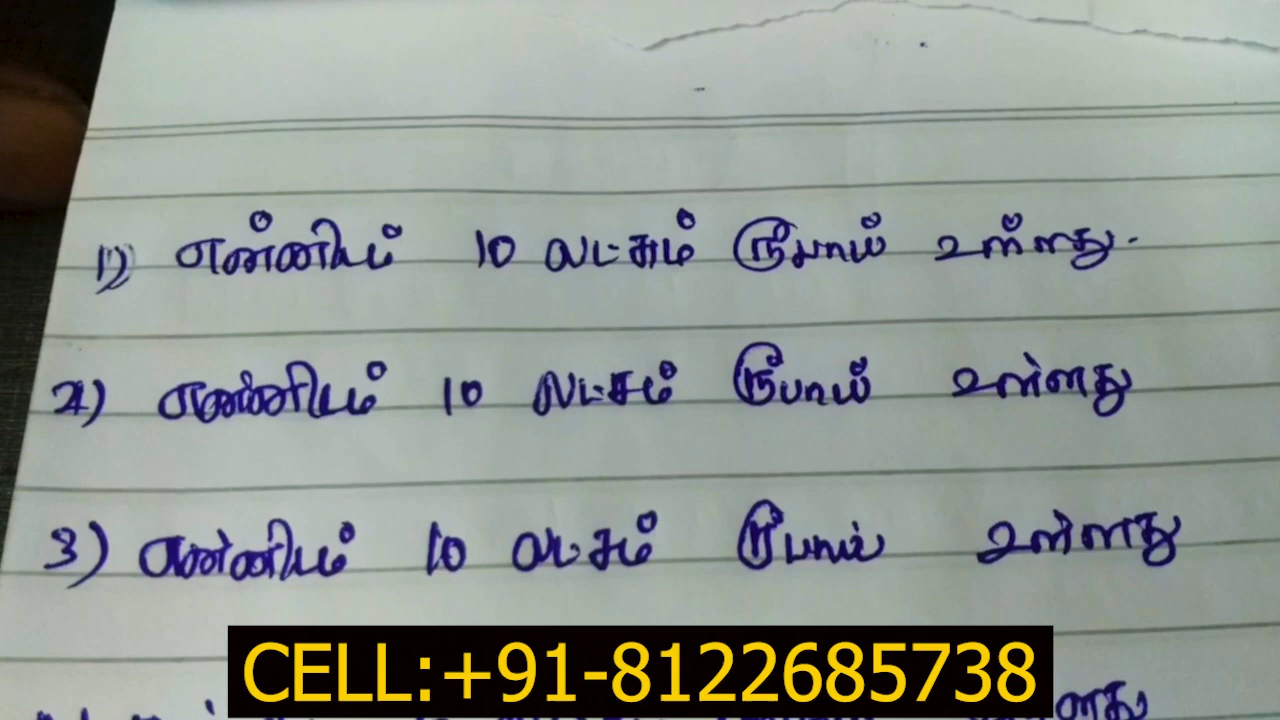 1) என்னிடம் 10 லட்சம் ரூபாய் உள்ளது.
2) என்னிடம் 10 லட்சம் ரூபாய் உள்ளது
3) என்னிடம் 10 லட்சம் ரூபாய் உள்ளது
CELL:+91-8122685738